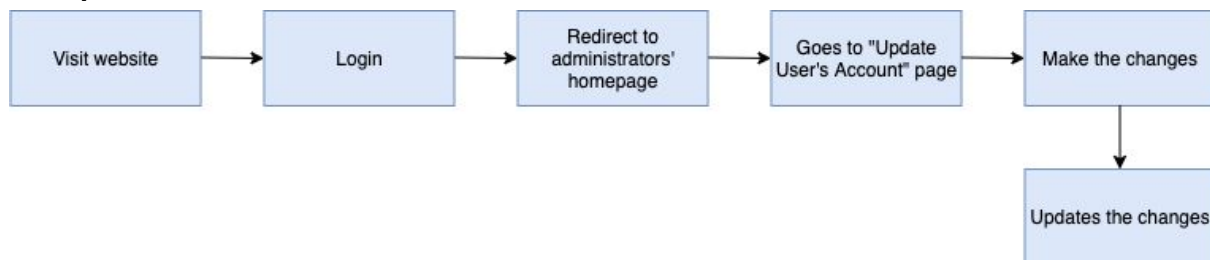 Visit website
Login
Redirect to
administrators'
homepage
Goes to "Update
User's Account" page
Make the changes
Updates the changes